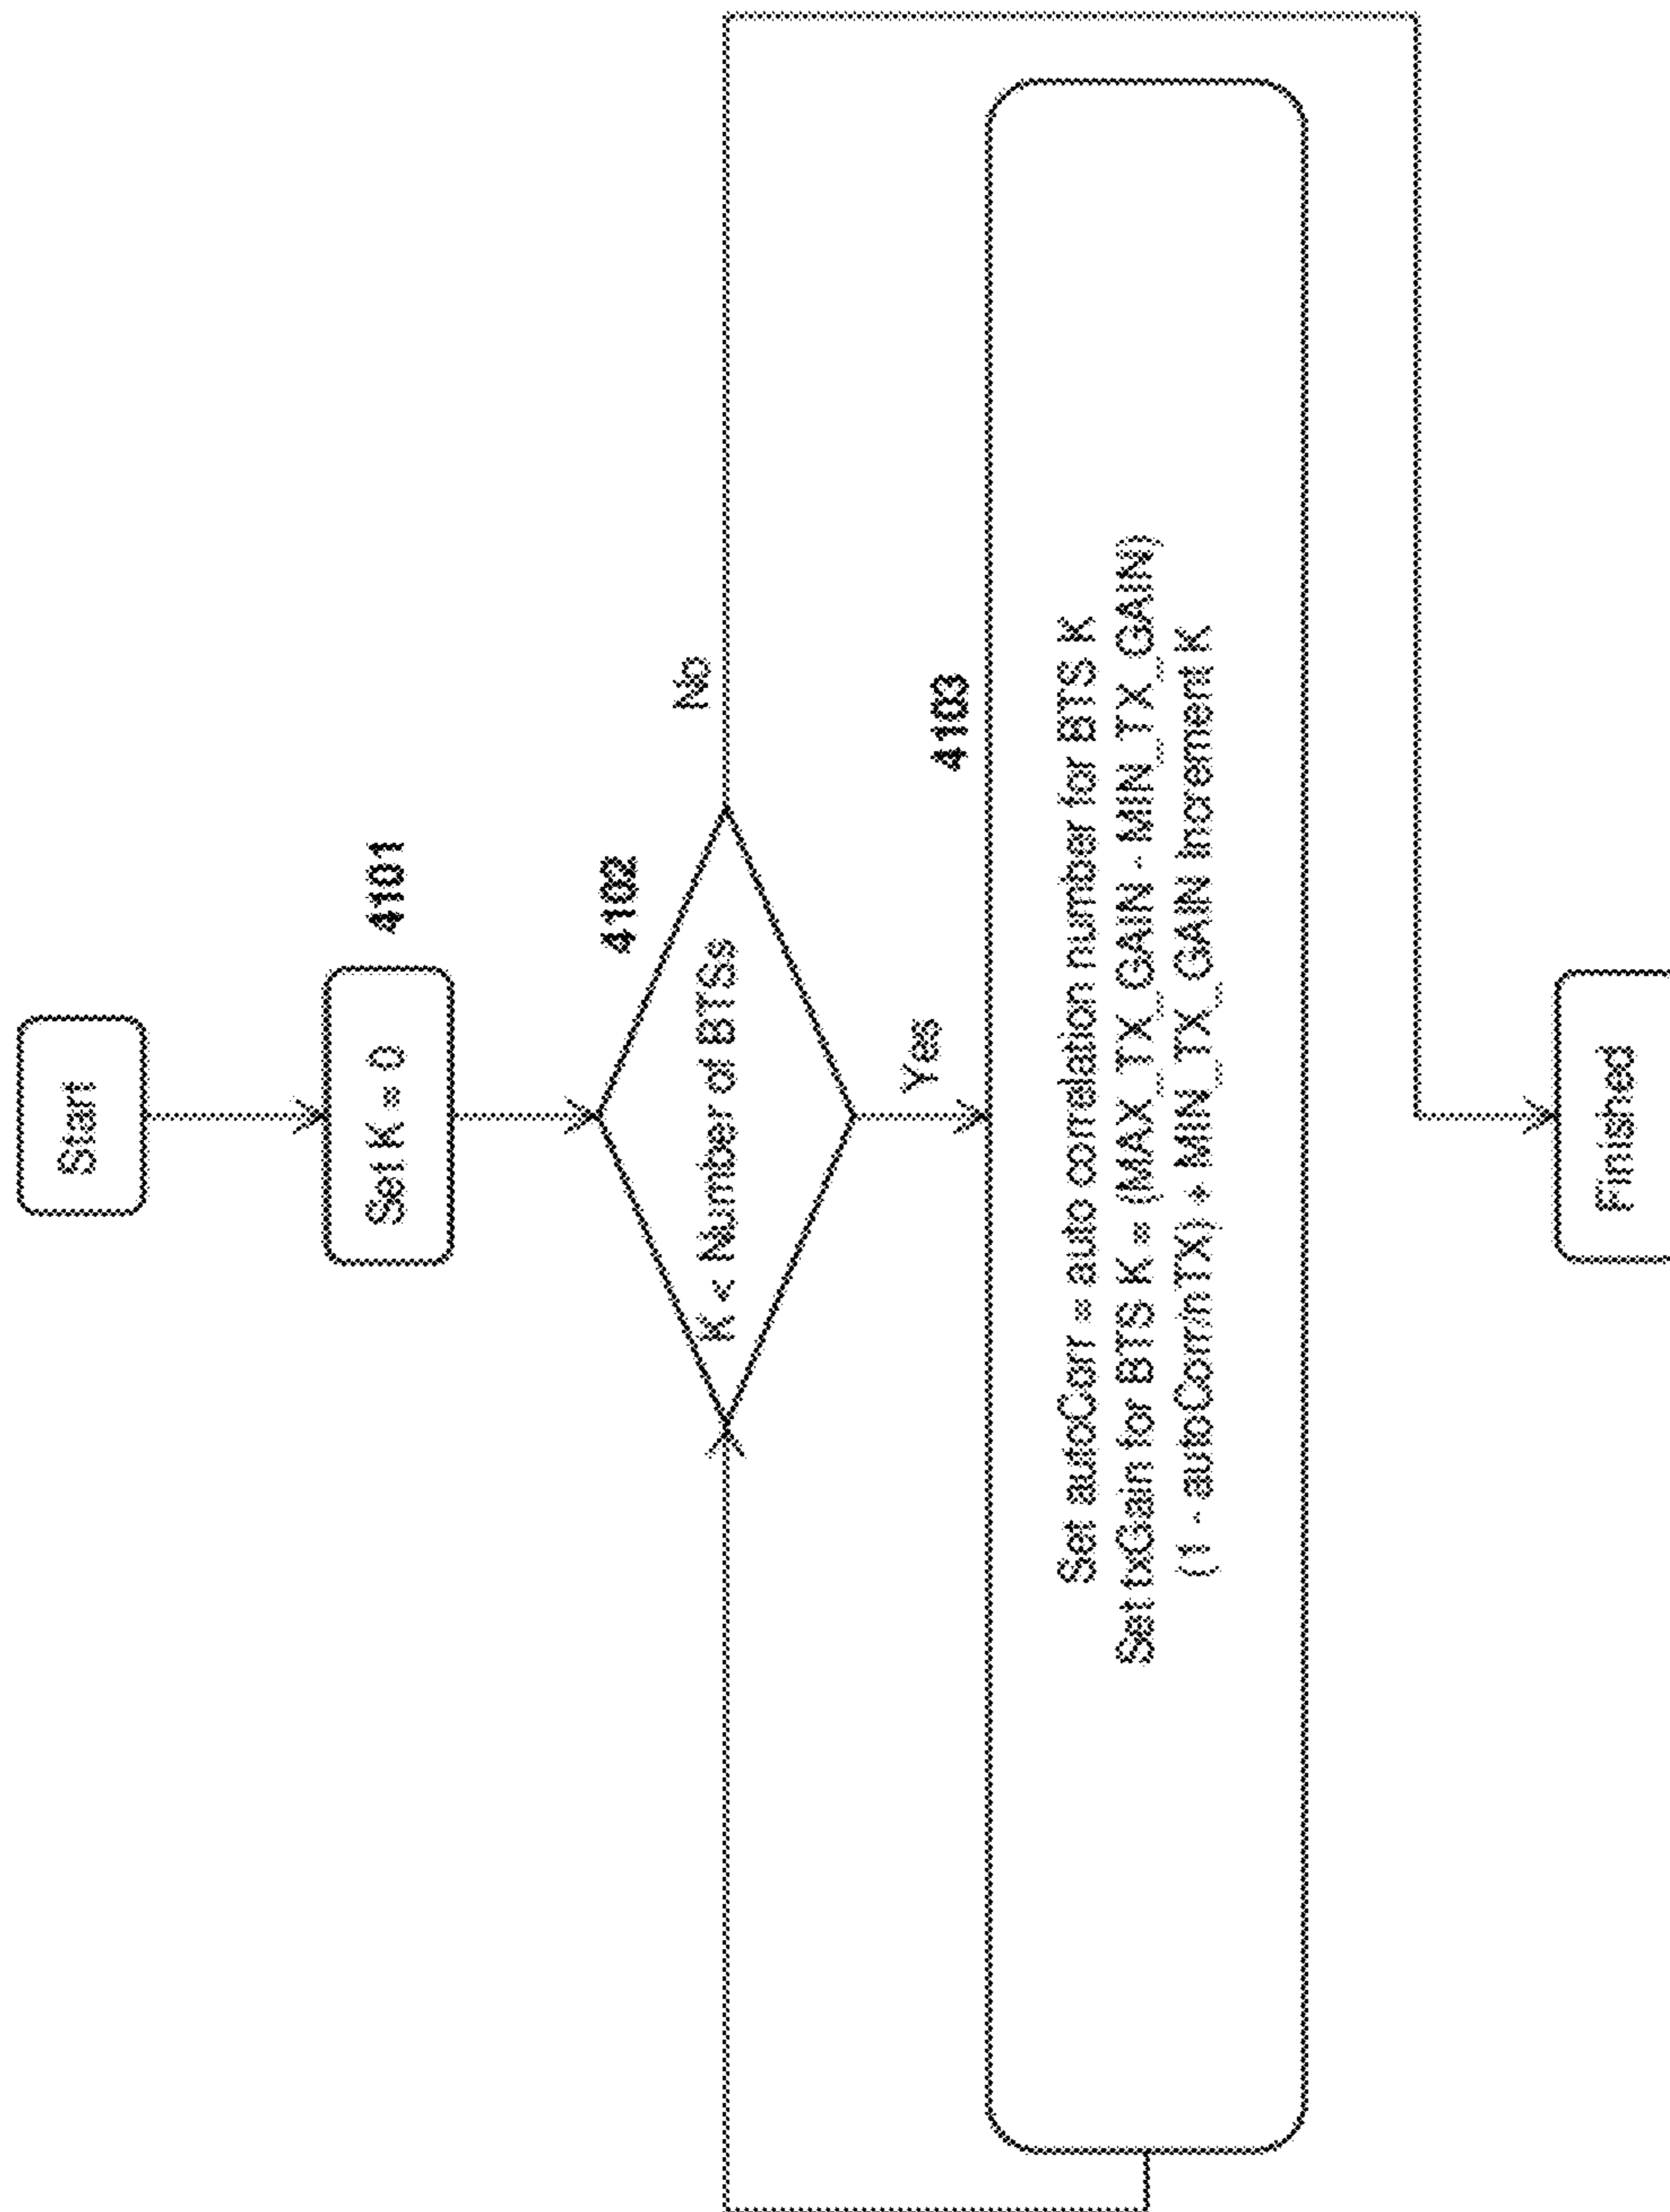 Start
4101
Set K = 0
4102
K < Number of BTSs
No
Yes
4103
Set autoCorr = auto correlation number for BTS K
Set txGain for BTS K = (MAX_TX_GAIN - MIN_TX_GAIN)
(1 - autoCorr/nTX) + MIN_TX_GAIN Increment K
Finished